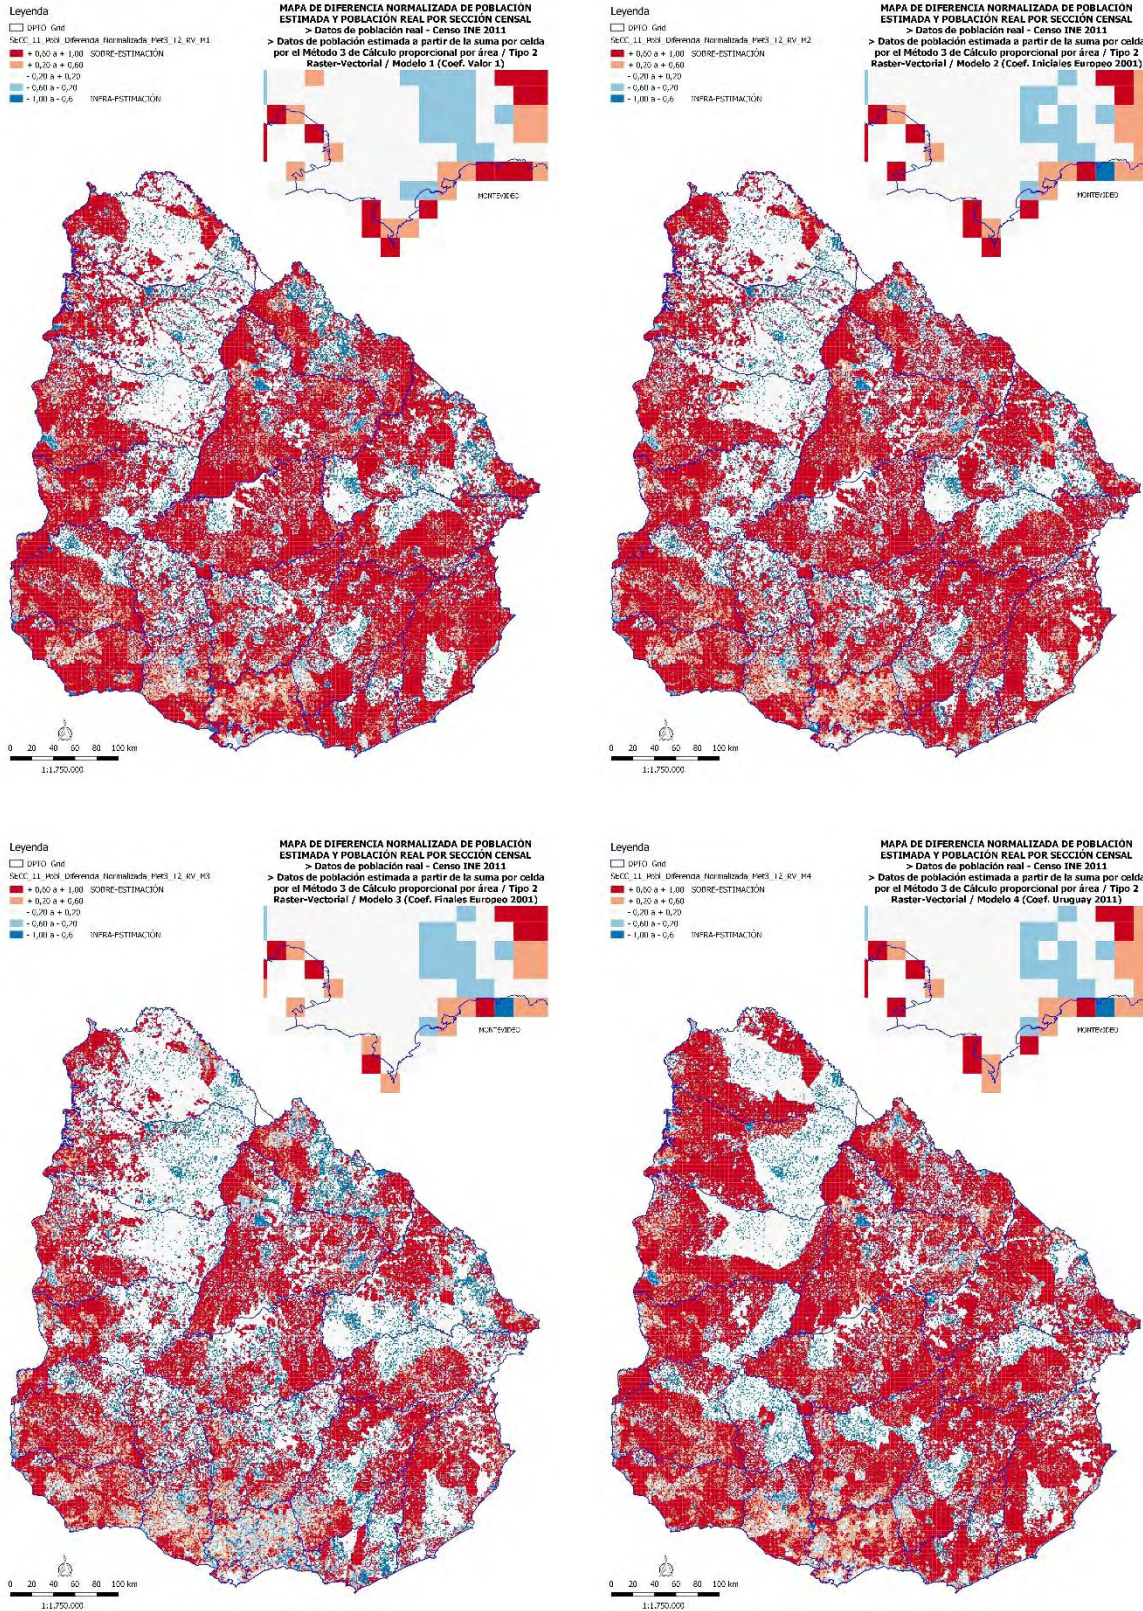 Leyenda
DPTO Grid
SECC_11_Pobl_Diferencia_Normalizada_Met3_T2_RV_M1
+ 0,60 a + 1,00 SOBRE-ESTIMACIÓN
+ 0,20 a + 0,60
- 0,20 a + 0,20
- 0,60 a - 0,20
- 1,00 a - 0,6 INFRA-ESTIMACIÓN
MAPA DE DIFERENCIA NORMALIZADA DE POBLACIÓN
ESTIMADA Y POBLACIÓN REAL POR SECCIÓN CENSAL
> Datos de población real - Censo INE 2011
> Datos de población estimada a partir de la suma por celda
por el Método 3 de Cálculo proporcional por área / Tipo 2
Raster-Vectorial / Modelo 1 (Coef. Valor 1)
MONTEVIDEO
0 20 40 60 80 100 km
1:1.750.000
Leyenda
DPTO Grid
SECC_11_Pobl_Diferencia_Normalizada_Met3_T2_RV_M2
+ 0,60 a + 1,00 SOBRE-ESTIMACIÓN
+ 0,20 a + 0,60
- 0,20 a + 0,20
- 0,60 a - 0,20
- 1,00 a - 0,6 INFRA-ESTIMACIÓN
MAPA DE DIFERENCIA NORMALIZADA DE POBLACIÓN
ESTIMADA Y POBLACIÓN REAL POR SECCIÓN CENSAL
> Datos de población real - Censo INE 2011
> Datos de población estimada a partir de la suma por celda
por el Método 3 de Cálculo proporcional por área / Tipo 2
Raster-Vectorial / Modelo 2 (Coef. Iniciales Europeo 2001)
MONTEVIDEO
0 20 40 60 80 100 km
1:1.750.000
Leyenda
DPTO Grid
SECC_11_Pobl_Diferencia_Normalizada_Met3_T2_RV_M3
+ 0,60 a + 1,00 SOBRE-ESTIMACIÓN
+ 0,20 a + 0,60
- 0,20 a + 0,20
- 0,60 a - 0,20
- 1,00 a - 0,6 INFRA-ESTIMACIÓN
MAPA DE DIFERENCIA NORMALIZADA DE POBLACIÓN
ESTIMADA Y POBLACIÓN REAL POR SECCIÓN CENSAL
> Datos de población real - Censo INE 2011
> Datos de población estimada a partir de la suma por celda
por el Método 3 de Cálculo proporcional por área / Tipo 2
Raster-Vectorial / Modelo 3 (Coef. Finales Europeo 2001)
MONTEVIDEO
0 20 40 60 80 100 km
1:1.750.000
Leyenda
DPTO Grid
SECC_11_Pobl_Diferencia_Normalizada_Met3_T2_RV_M4
+ 0,60 a + 1,00 SOBRE-ESTIMACIÓN
+ 0,20 a + 0,60
- 0,20 a + 0,20
- 0,60 a - 0,20
- 1,00 a - 0,6 INFRA-ESTIMACIÓN
MAPA DE DIFERENCIA NORMALIZADA DE POBLACIÓN
ESTIMADA Y POBLACIÓN REAL POR SECCIÓN CENSAL
> Datos de población real - Censo INE 2011
> Datos de población estimada a partir de la suma por celda
por el Método 3 de Cálculo proporcional por área / Tipo 2
Raster-Vectorial / Modelo 4 (Coef. Uruguay 2011)
MONTEVIDEO
0 20 40 60 80 100 km
1:1.750.000